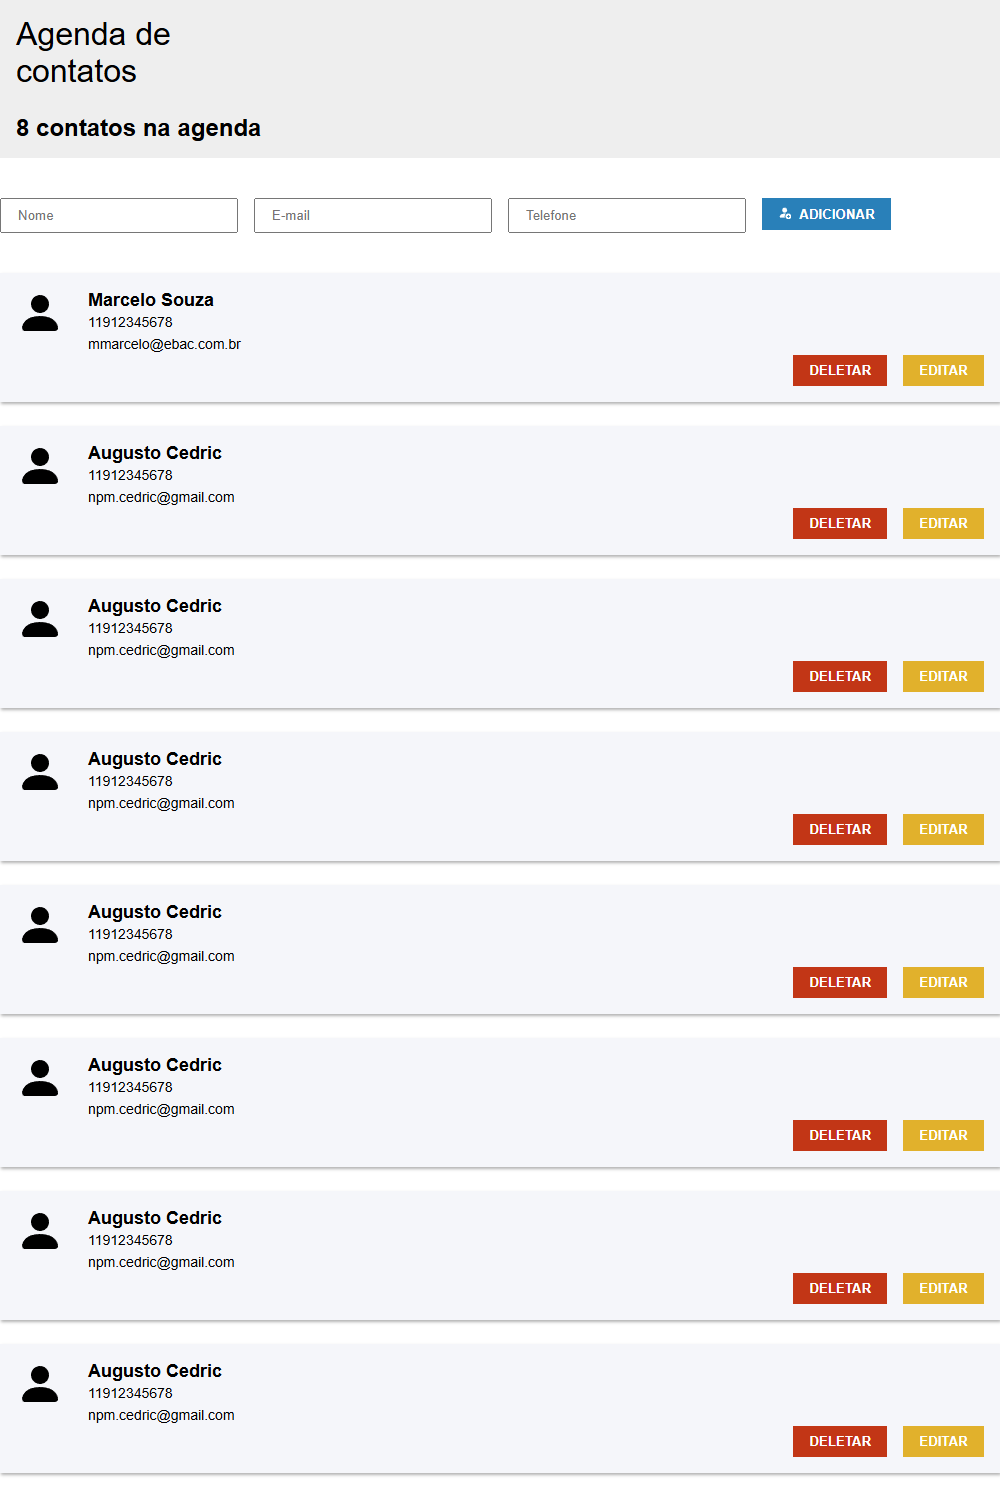 Agenda de
contatos
8 contatos na agenda
Nome E-mail Telefone ADICIONAR
Marcelo Souza
11912345678
mmarcelo@ebac.com.br
DELETAR EDITAR
Augusto Cedric
11912345678
npm.cedric@gmail.com
DELETAR EDITAR
Augusto Cedric
11912345678
npm.cedric@gmail.com
DELETAR EDITAR
Augusto Cedric
11912345678
npm.cedric@gmail.com
DELETAR EDITAR
Augusto Cedric
11912345678
npm.cedric@gmail.com
DELETAR EDITAR
Augusto Cedric
11912345678
npm.cedric@gmail.com
DELETAR EDITAR
Augusto Cedric
11912345678
npm.cedric@gmail.com
DELETAR EDITAR
Augusto Cedric
11912345678
npm.cedric@gmail.com
DELETAR EDITAR